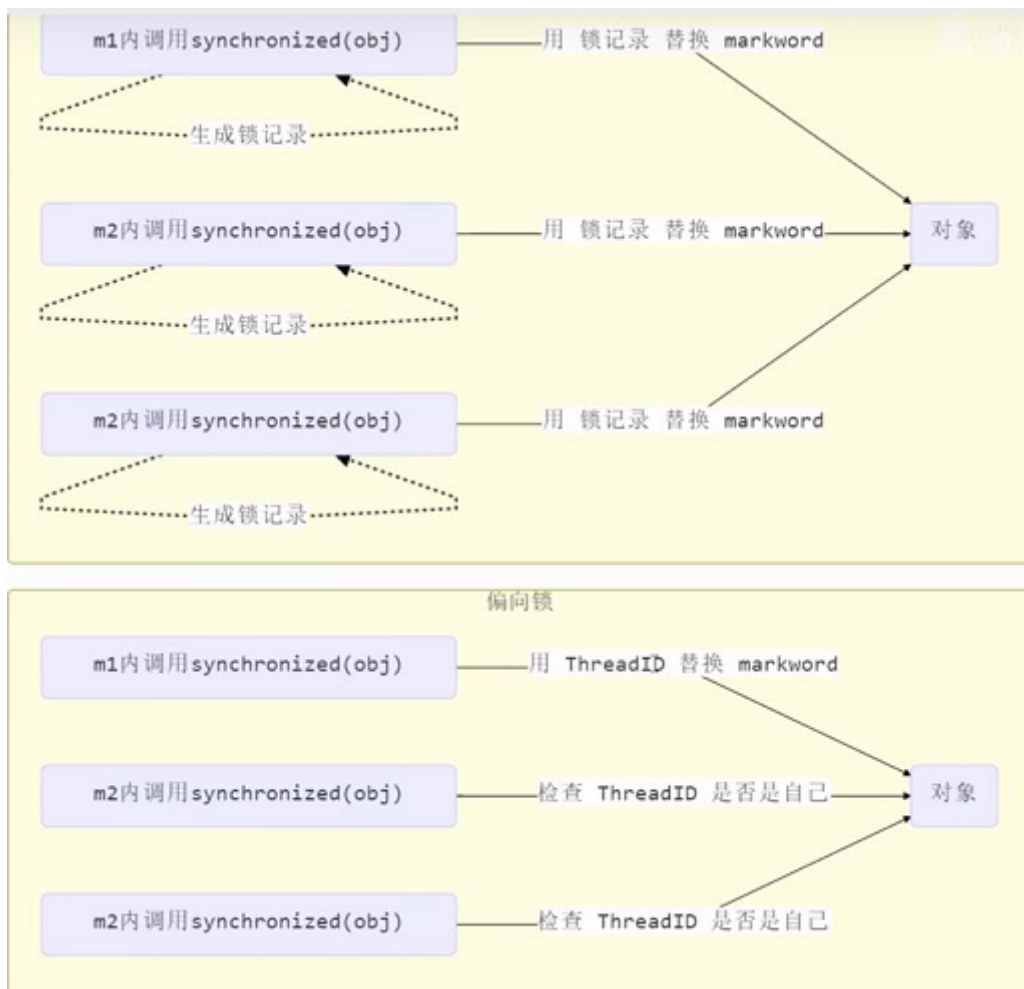 m1内调用synchronized(obj)
用 锁记录 替换 markword
生成锁记录
m2内调用synchronized(obj)
用 锁记录 替换 markword
对象
生成锁记录
m2内调用synchronized(obj)
用 锁记录 替换 markword
生成锁记录
偏向锁
m1内调用synchronized(obj)
用 ThreadID 替换 markword
m2内调用synchronized(obj)
检查 ThreadID 是否是自己
对象
m2内调用synchronized(obj)
检查 ThreadID 是否是自己